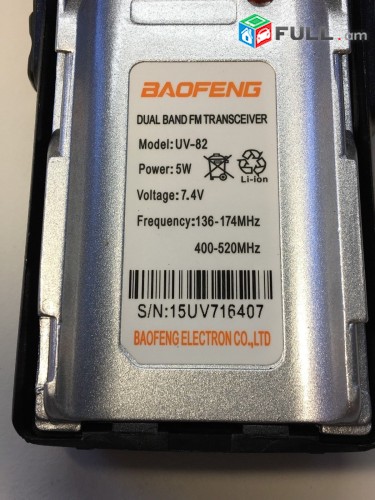 FULL.am
BAOFENG
DUAL BAND FM TRANSCEIVER
Model:UV-82
Power: 5W
Li-ion
Voltage: 7.4V
Frequency:136-174MHz
400-520MHz
S/N:15UV716407
BAOFENG ELECTRON CO.,LTD